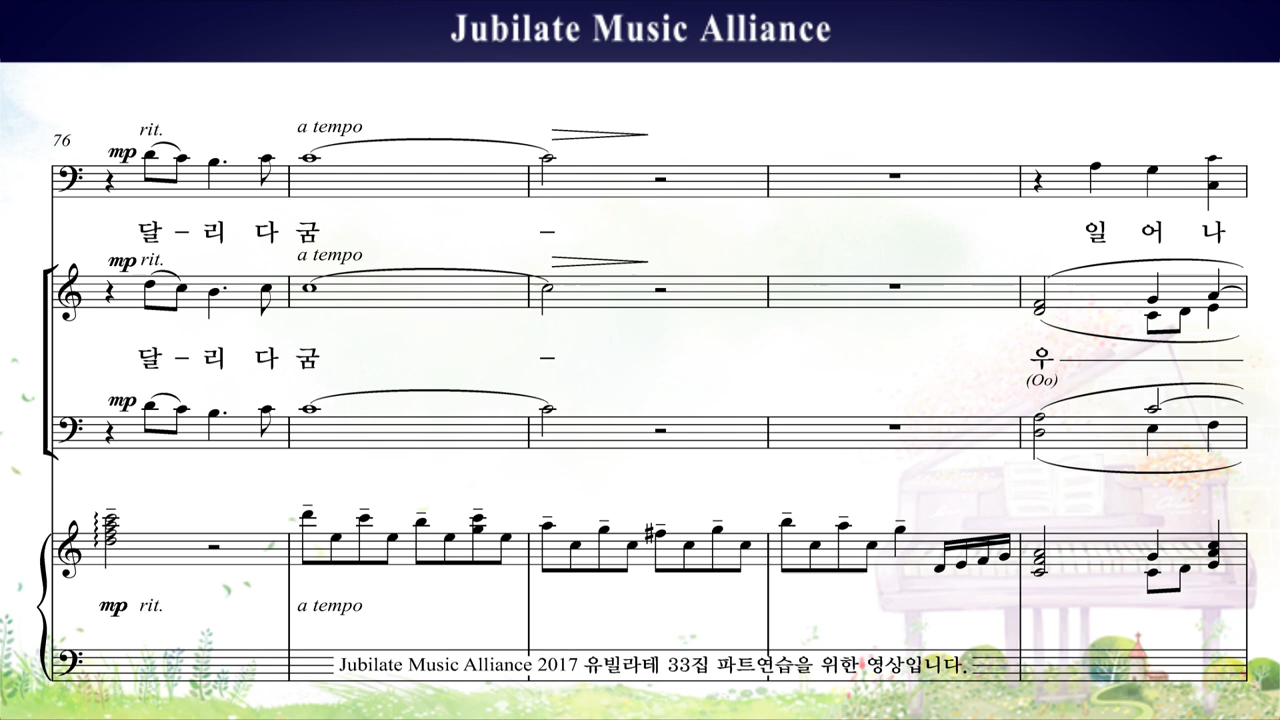 Jubilate Music Alliance
76
rit.
a tempo
mp
달 - 리 다 굼 -
일 어 나
mp rit.
a tempo
달 - 리 다 굼 -
우
(Oo)
mp
mp rit.
a tempo
Jubilate Music Alliance 2017 유빌라테 33집 파트연습을 위한 영상입니다.